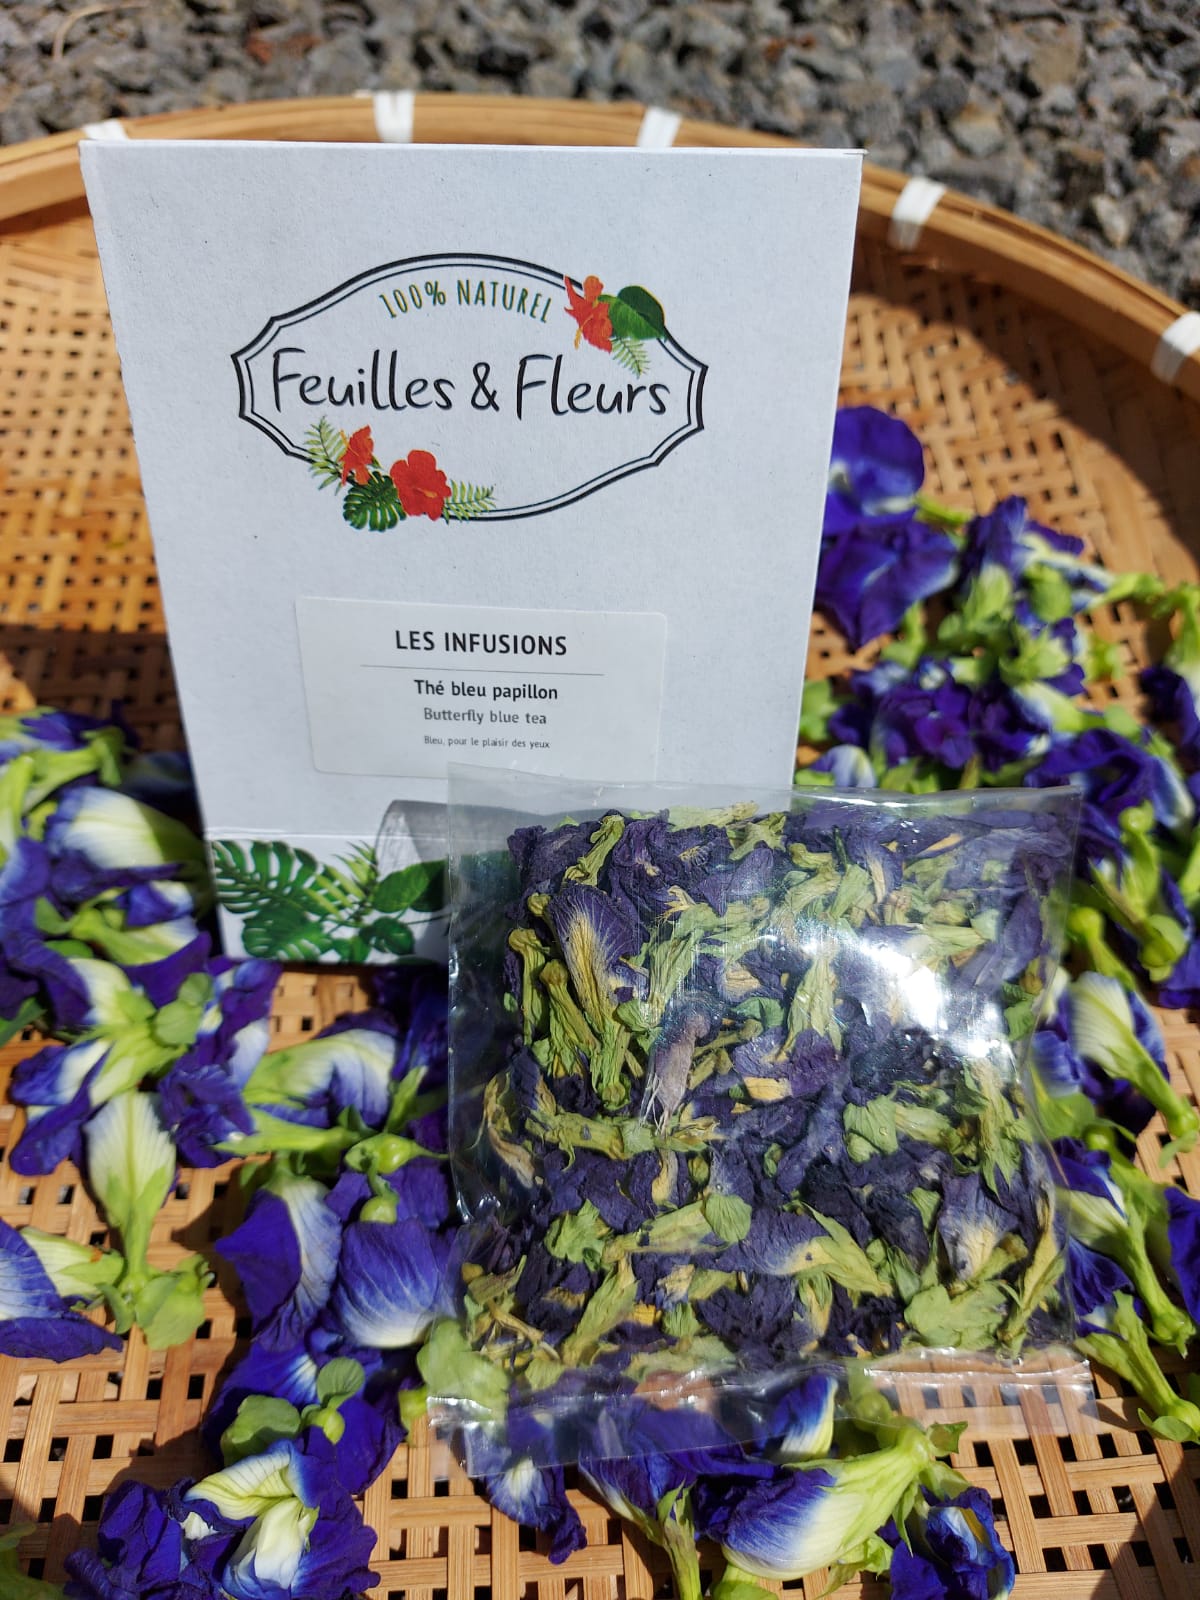 100% NATUREL
Feuilles & Fleurs
LES INFUSIONS
Thé bleu papillon
Butterfly blue tea
Bleu, pour le plaisir des yeux